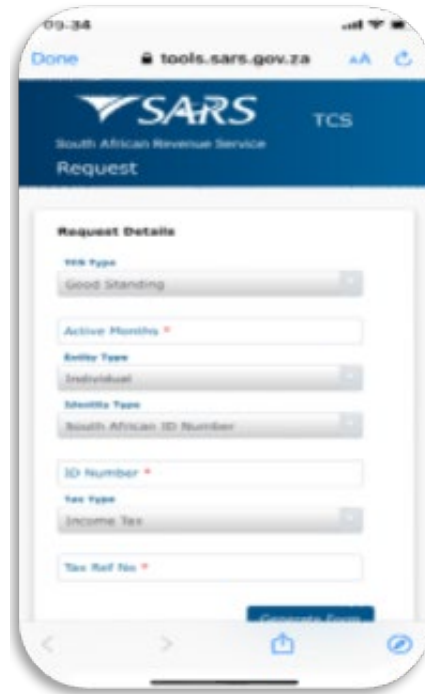 09:34
Done tools.sars.gov.za AA
SARS TCS
South African Revenue Service
Request
Request Details
TCS Type
Good Standing
Active Months *
Entity Type
Individual
Identity Type
South African ID Number
ID Number *
Tax Type
Income Tax
Tax Ref No *
Generate Form